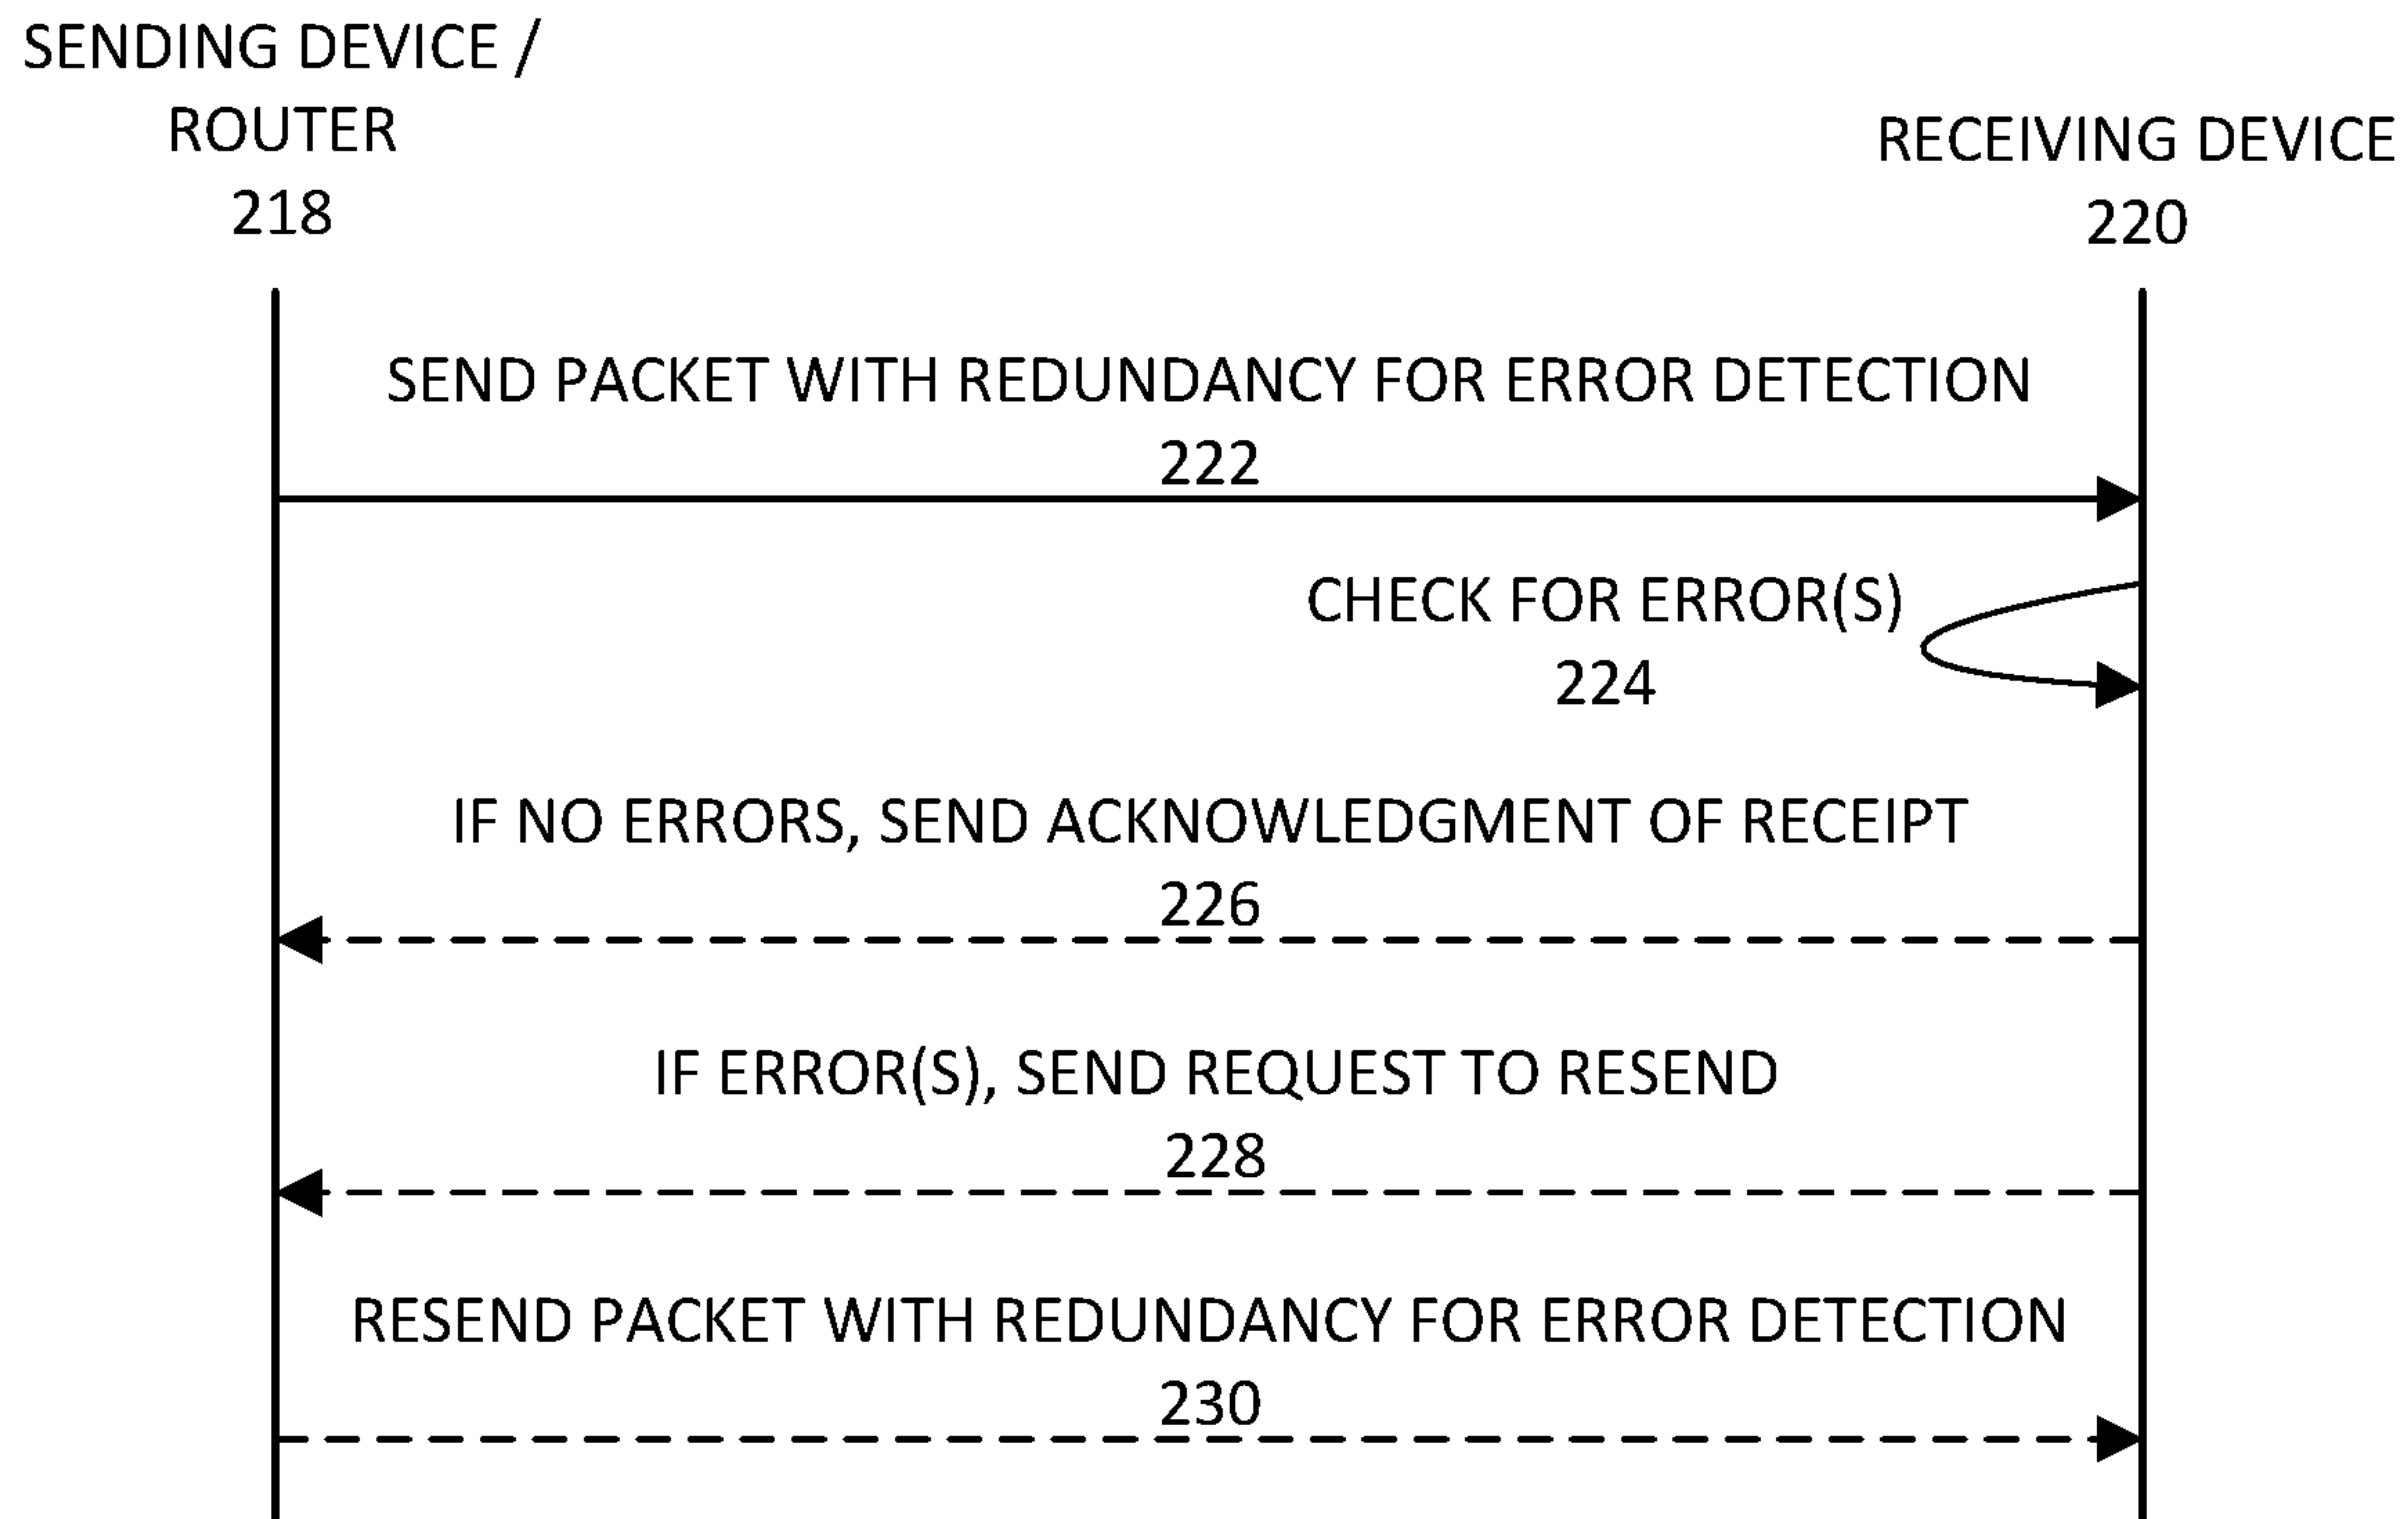 SENDING DEVICE /
ROUTER
218
RECEIVING DEVICE
220
SEND PACKET WITH REDUNDANCY FOR ERROR DETECTION
222
CHECK FOR ERROR(S)
224
IF NO ERRORS, SEND ACKNOWLEDGMENT OF RECEIPT
226
IF ERROR(S), SEND REQUEST TO RESEND
228
RESEND PACKET WITH REDUNDANCY FOR ERROR DETECTION
230